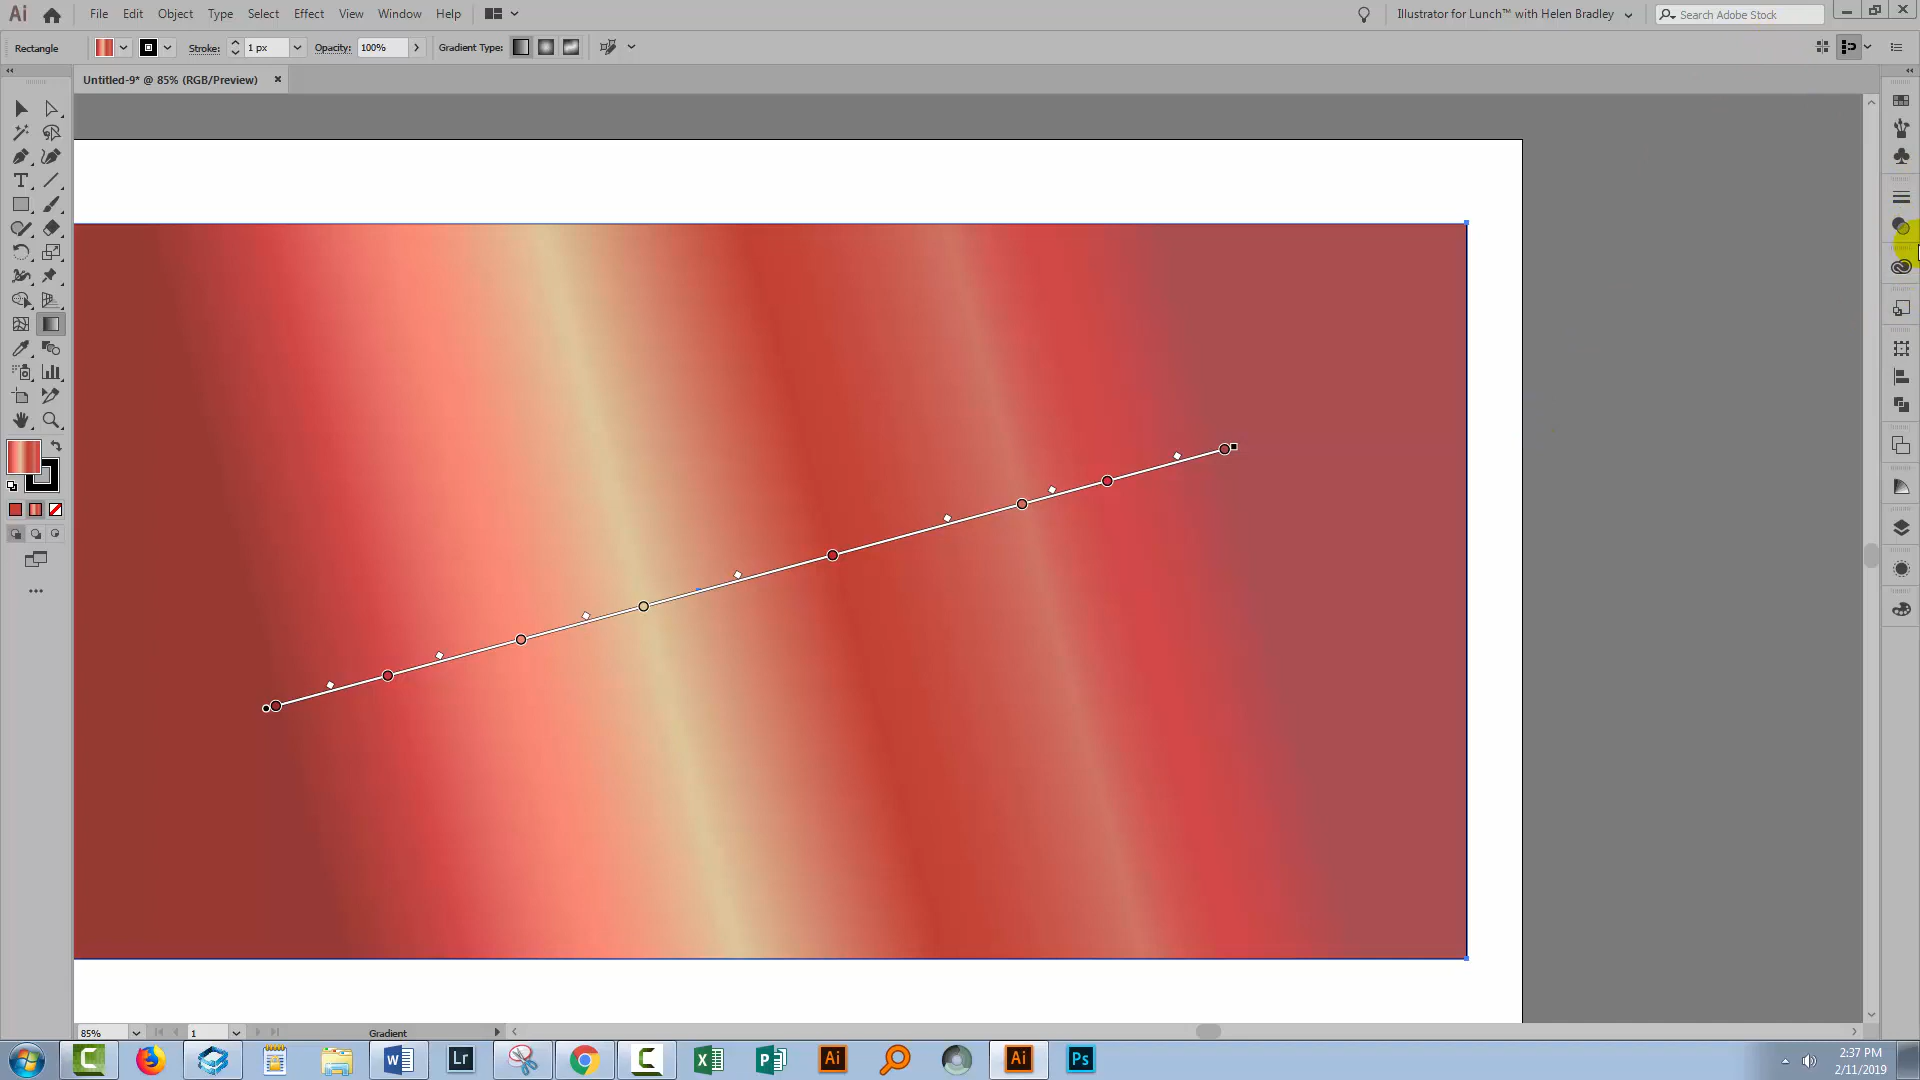 Ai File Edit Object Type Select Effect View Window Help Illustrator for Lunch™ with Helen Bradley Search Adobe Stock
Rectangle Stroke: 1 px Opacity: 100% Gradient Type:
Untitled-9* @ 85% (RGB/Preview)
T
85% 1 Gradient
Lr Ai Ai Ps
2:37 PM
2/11/2019